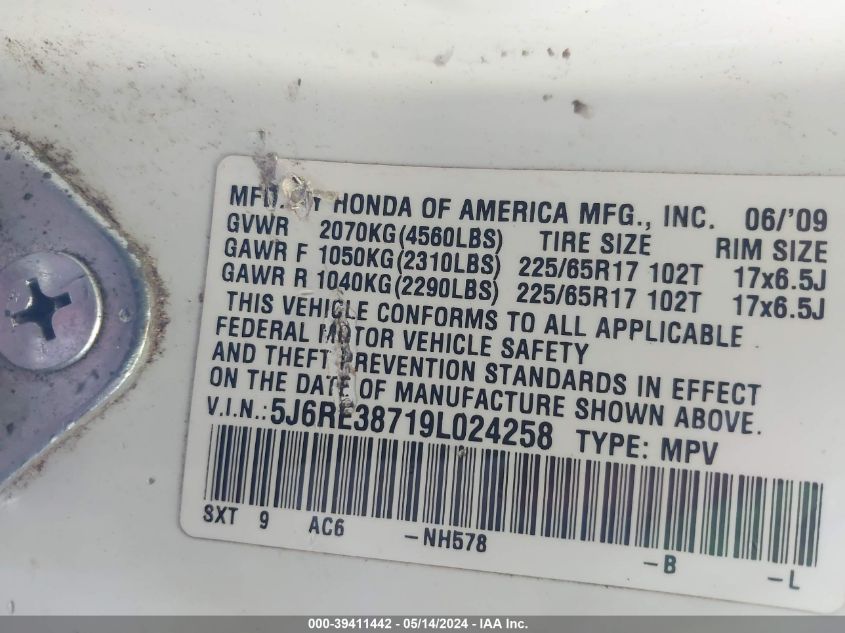 MFD. BY HONDA OF AMERICA MFG., INC. 06/'09
GVWR 2070KG(4560LBS) TIRE SIZE RIM SIZE
GAWR F 1050KG(2310LBS) 225/65R17 102T 17x6.5J
GAWR R 1040KG(2290LBS) 225/65R17 102T 17x6.5J
THIS VEHICLE CONFORMS TO ALL APPLICABLE
FEDERAL MOTOR VEHICLE SAFETY
AND THEFT PREVENTION STANDARDS IN EFFECT
ON THE DATE OF MANUFACTURE SHOWN ABOVE.
V.I.N.:5J6RE38719L024258 TYPE: MPV
SXT 9 AC6 -NH578 -B -L
000-39411442 - 05/14/2024 - IAA Inc.